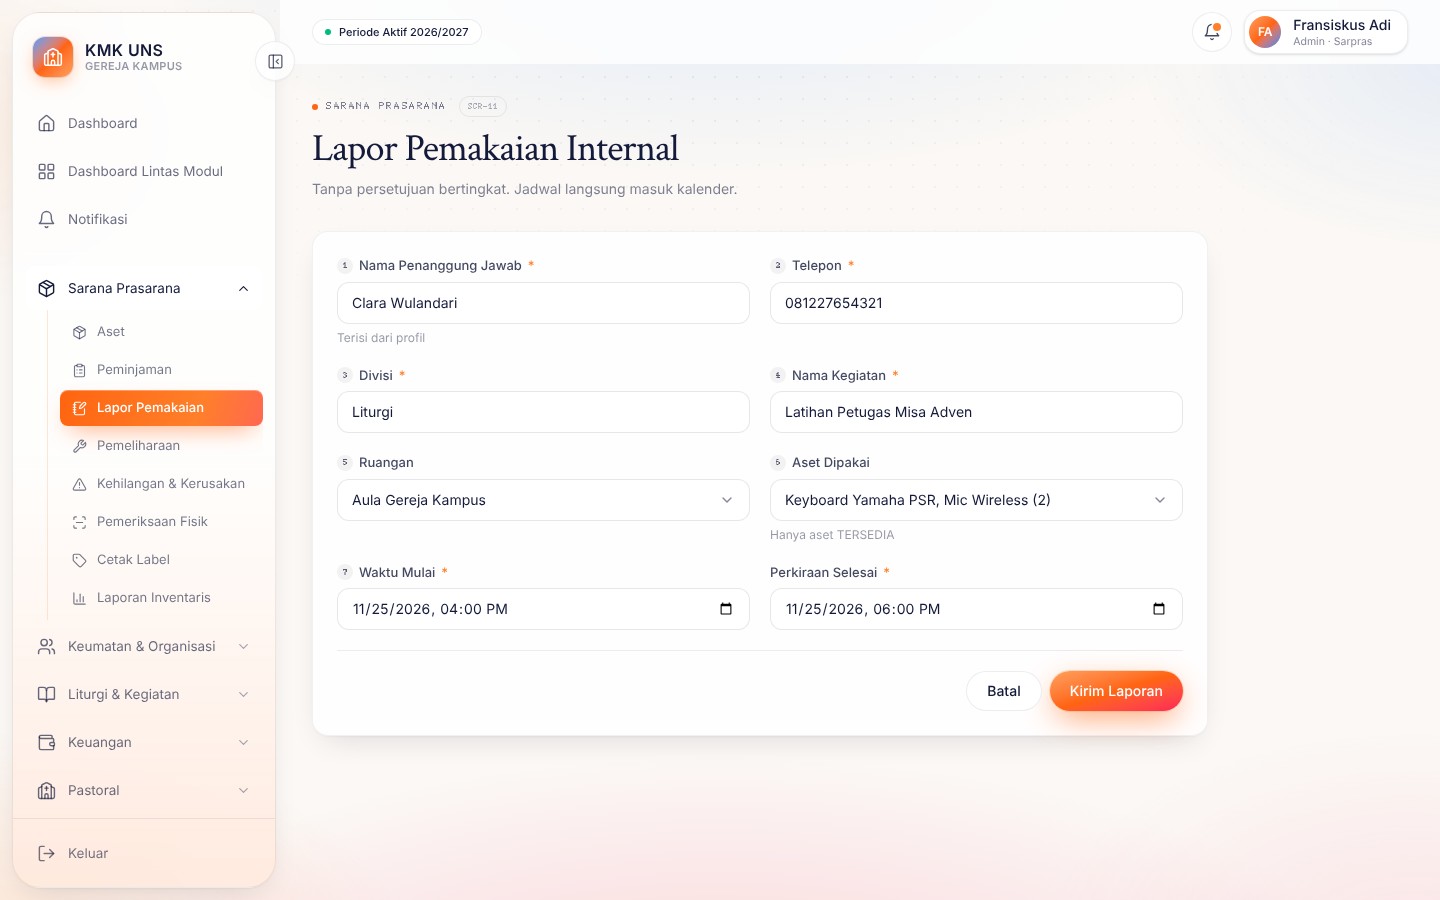 KMK UNS
GEREJA KAMPUS
Dashboard
Dashboard Lintas Modul
Notifikasi
Sarana Prasarana
Aset
Peminjaman
Lapor Pemakaian
Pemeliharaan
Kehilangan & Kerusakan
Pemeriksaan Fisik
Cetak Label
Laporan Inventaris
Keumatan & Organisasi
Liturgi & Kegiatan
Keuangan
Pastoral
Keluar
Periode Aktif 2026/2027
FA
Fransiskus Adi
Admin · Sarpras
SARANA PRASARANA
SCR-11
Lapor Pemakaian Internal
Tanpa persetujuan bertingkat. Jadwal langsung masuk kalender.
1 Nama Penanggung Jawab *
Clara Wulandari
Terisi dari profil
2 Telepon *
081227654321
3 Divisi *
Liturgi
4 Nama Kegiatan *
Latihan Petugas Misa Adven
5 Ruangan
Aula Gereja Kampus
6 Aset Dipakai
Keyboard Yamaha PSR, Mic Wireless (2)
Hanya aset TERSEDIA
7 Waktu Mulai *
11/25/2026, 04:00 PM
Perkiraan Selesai *
11/25/2026, 06:00 PM
Batal
Kirim Laporan